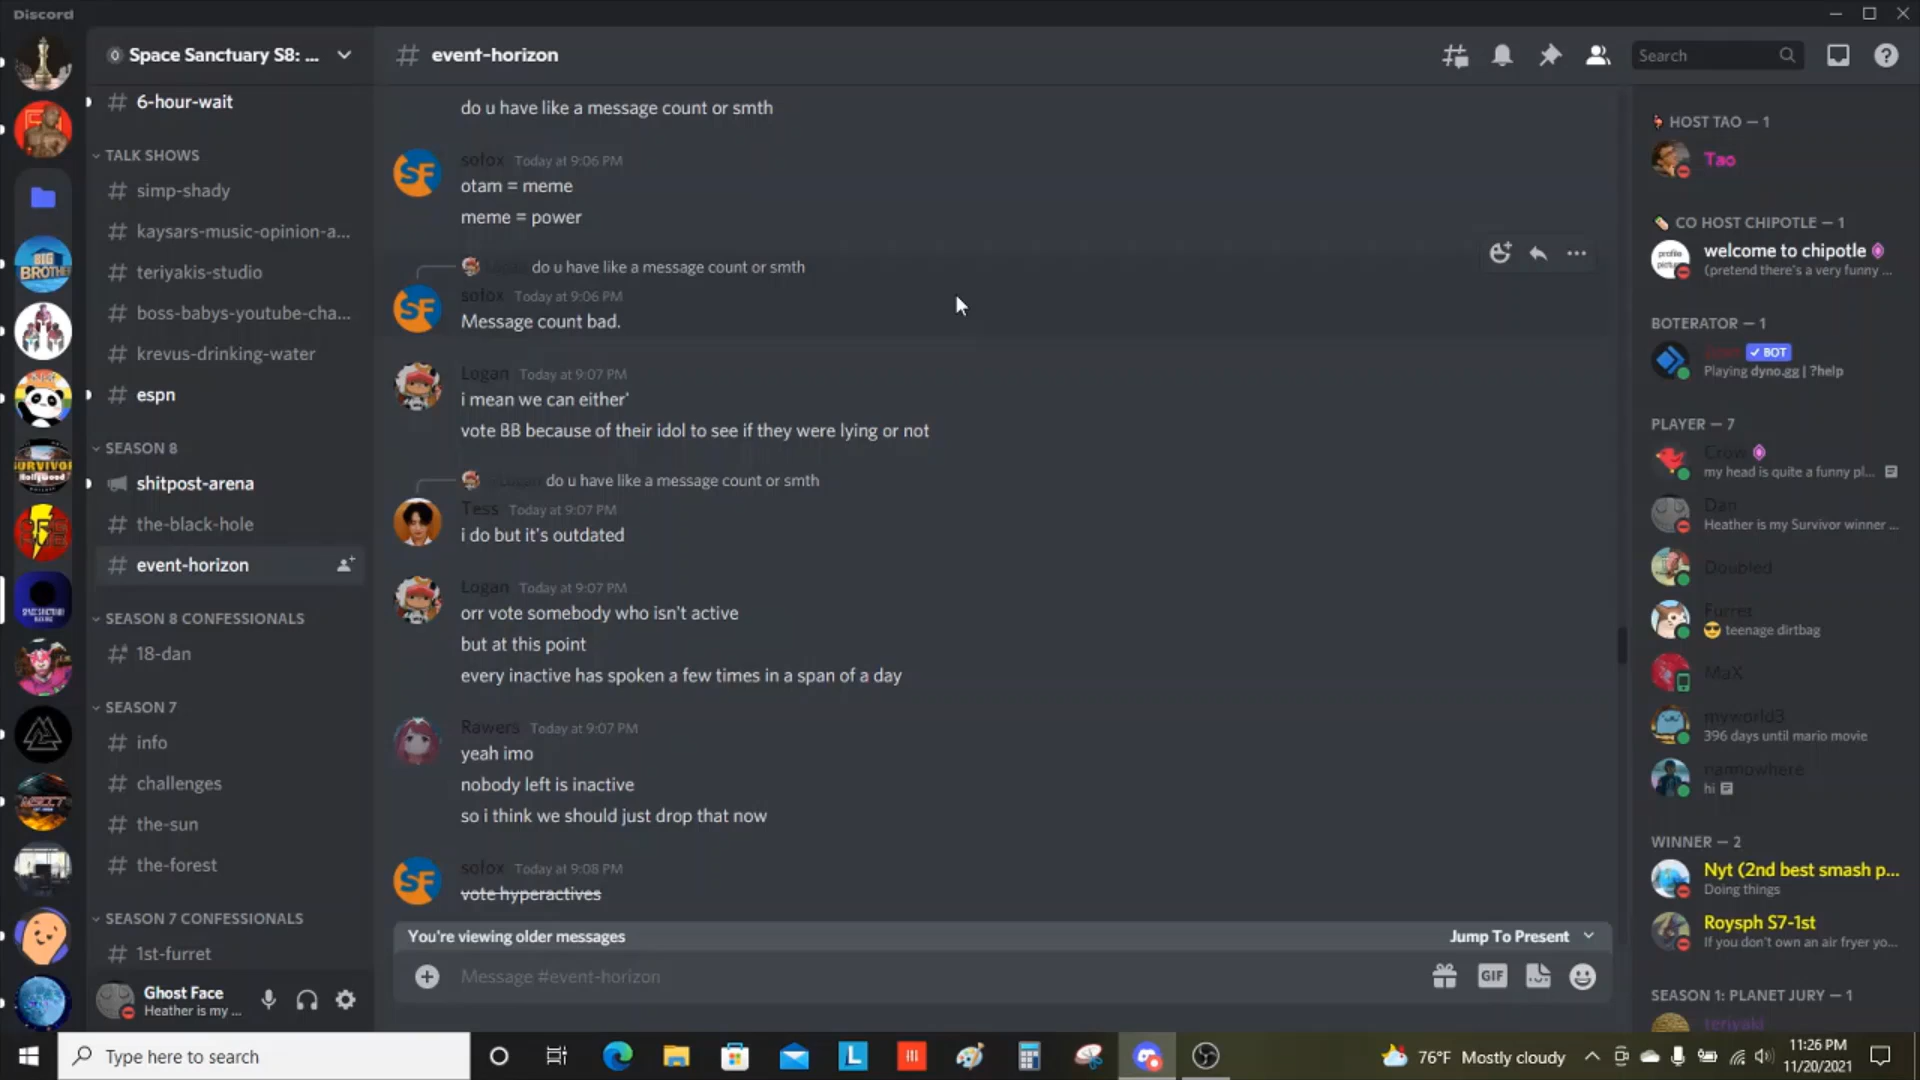 Discord
Space Sanctuary S8: ...
event-horizon
Search
6-hour-wait
TALK SHOWS
simp-shady
kaysars-music-opinion-a...
teriyakis-studio
boss-babys-youtube-cha...
krevus-drinking-water
espn
SEASON 8
shitpost-arena
the-black-hole
event-horizon
SEASON 8 CONFESSIONALS
18-dan
SEASON 7
info
challenges
the-sun
the-forest
SEASON 7 CONFESSIONALS
1st-furret
Ghost Face
Heather is my ...
do u have like a message count or smth
solox Today at 9:06 PM
otam = meme
meme = power
do u have like a message count or smth
solox Today at 9:06 PM
Message count bad.
Logan Today at 9:07 PM
i mean we can either'
vote BB because of their idol to see if they were lying or not
do u have like a message count or smth
Tess Today at 9:07 PM
i do but it's outdated
Logan Today at 9:07 PM
orr vote somebody who isn't active
but at this point
every inactive has spoken a few times in a span of a day
Rawers Today at 9:07 PM
yeah imo
nobody left is inactive
so i think we should just drop that now
solox Today at 9:08 PM
vote hyperactives
You're viewing older messages
Jump To Present
Message #event-horizon
GIF
HOST TAO — 1
Tao
CO HOST CHIPOTLE — 1
welcome to chipotle
(pretend there's a very funny ...
BOTERATOR — 1
BOT
Playing dyno.gg | ?help
PLAYER — 7
Crow
my head is quite a funny pl...
Dan
Heather is my Survivor winner ...
Doubled
Furret
teenage dirtbag
MaX
myworld3
396 days until mario movie
narnowhere
hi
WINNER — 2
Nyt (2nd best smash p...
Doing things
Roysph S7-1st
If you don't own an air fryer yo...
SEASON 1: PLANET JURY — 1
teriyaki
Type here to search
76°F Mostly cloudy
11:26 PM
11/20/2021